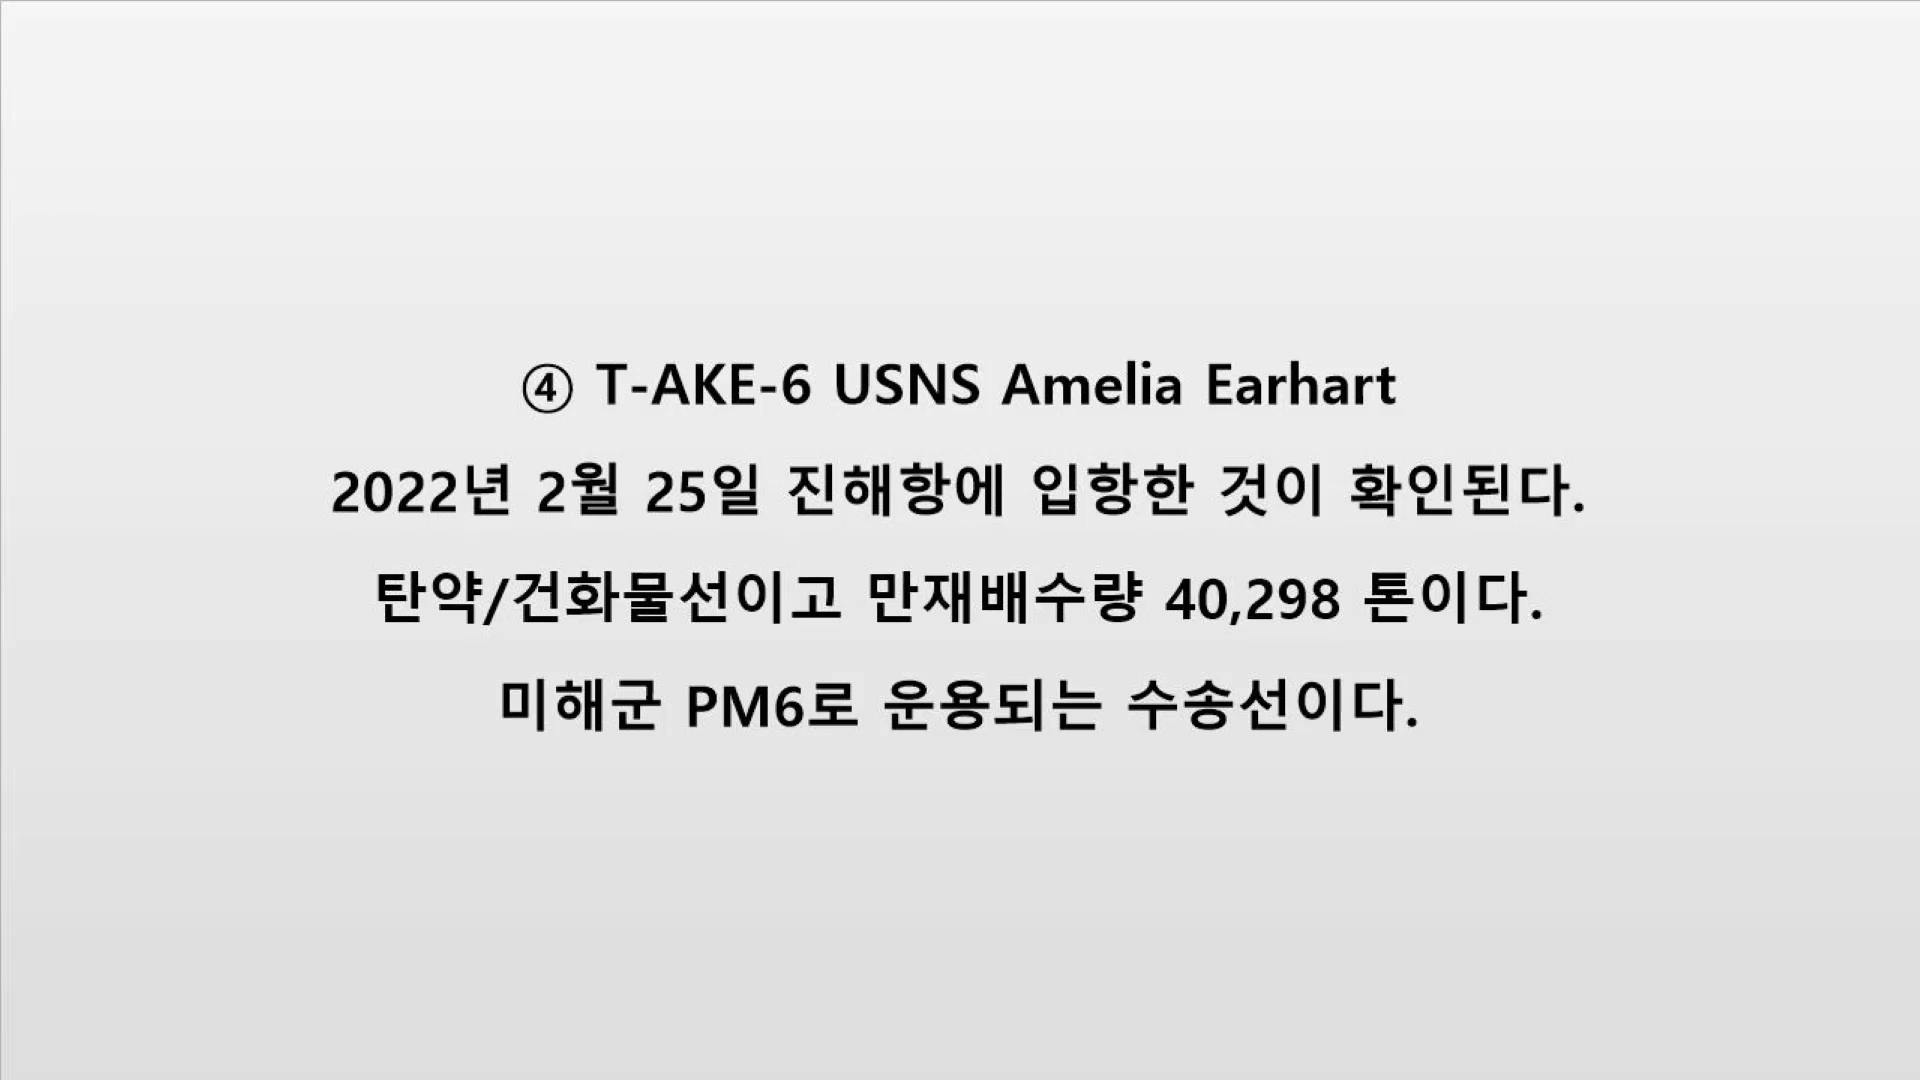 ④ T-AKE-6 USNS Amelia Earhart
2022년 2월 25일 진해항에 입항한 것이 확인된다.
탄약/건화물선이고 만재배수량 40,298 톤이다.
미해군 PM6로 운용되는 수송선이다.